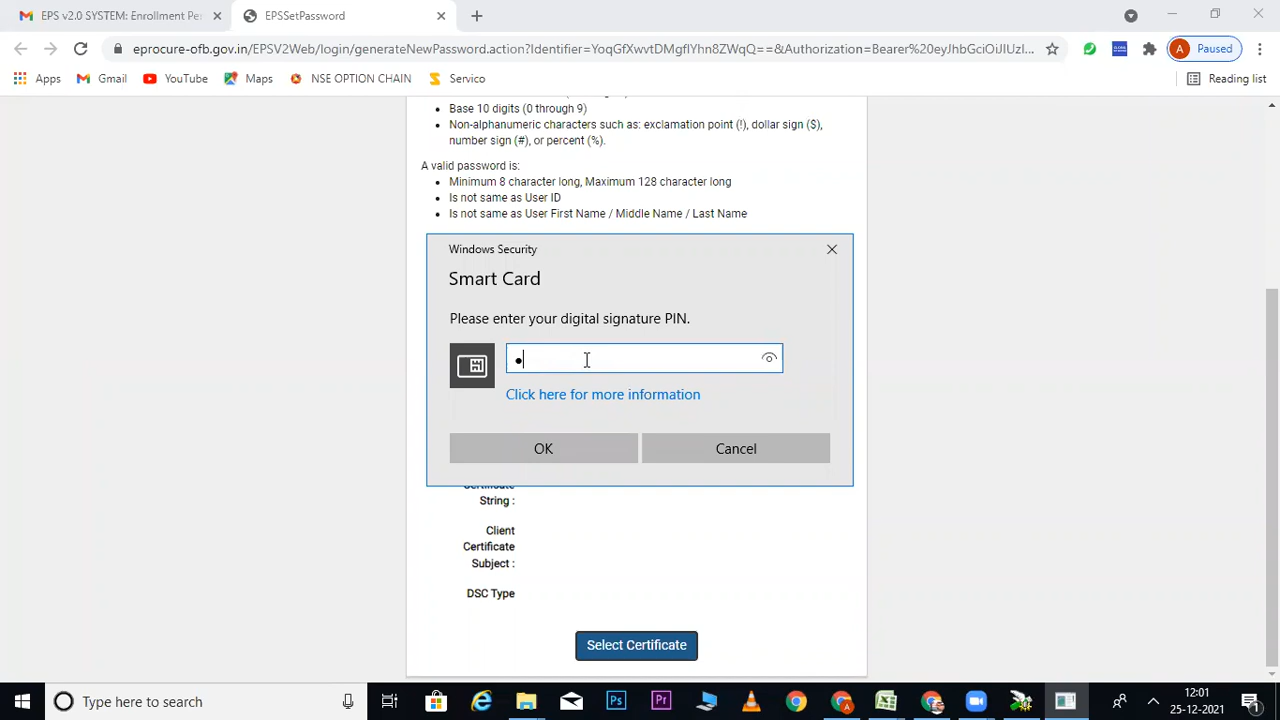 EPS v2.0 SYSTEM: Enrollment Pe
EPSSetPassword
eprocure-ofb.gov.in/EPSV2Web/login/generateNewPassword.action?Identifier=YoqGfXwvtDMgflYhn8ZWqQ==&Authorization=Bearer%20eyJhbGciOiJIUzI...
A
Paused
Apps
Gmail
YouTube
Maps
NSE OPTION CHAIN
Servico
Reading list
• Base 10 digits (0 through 9)
• Non-alphanumeric characters such as: exclamation point (!), dollar sign ($),
number sign (#), or percent (%).
A valid password is:
• Minimum 8 character long, Maximum 128 character long
• Is not same as User ID
• Is not same as User First Name / Middle Name / Last Name
Windows Security
Smart Card
Please enter your digital signature PIN.
●
Click here for more information
OK
Cancel
Certificate
String :
Client
Certificate
Subject :
DSC Type
Select Certificate
Type here to search
Ps
Pr
12:01
25-12-2021
1